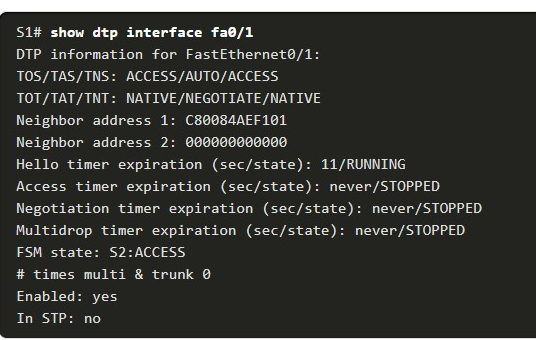 S1# show dtp interface fa0/1
DTP information for FastEthernet0/1:
TOS/TAS/TNS: ACCESS/AUTO/ACCESS
TOT/TAT/TNT: NATIVE/NEGOTIATE/NATIVE
Neighbor address 1: C80084AEF101
Neighbor address 2: 000000000000
Hello timer expiration (sec/state): 11/RUNNING
Access timer expiration (sec/state): never/STOPPED
Negotiation timer expiration (sec/state): never/STOPPED
Multidrop timer expiration (sec/state): never/STOPPED
FSM state: S2:ACCESS
# times multi & trunk 0
Enabled: yes
In STP: no